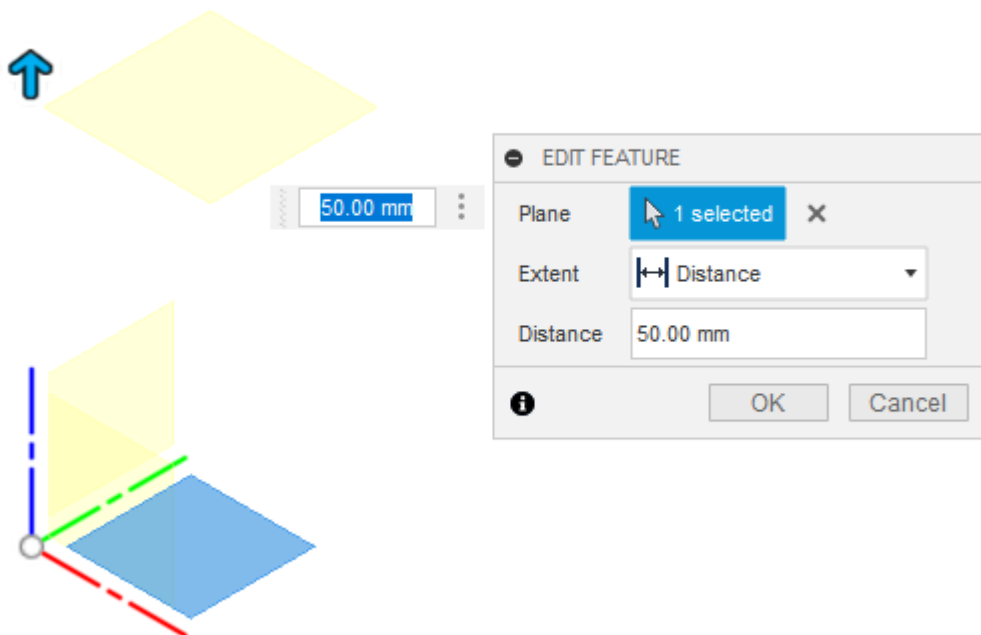 EDIT FEATURE
Plane 1 selected
50.00 mm
Extent Distance
Distance 50.00 mm
OK Cancel